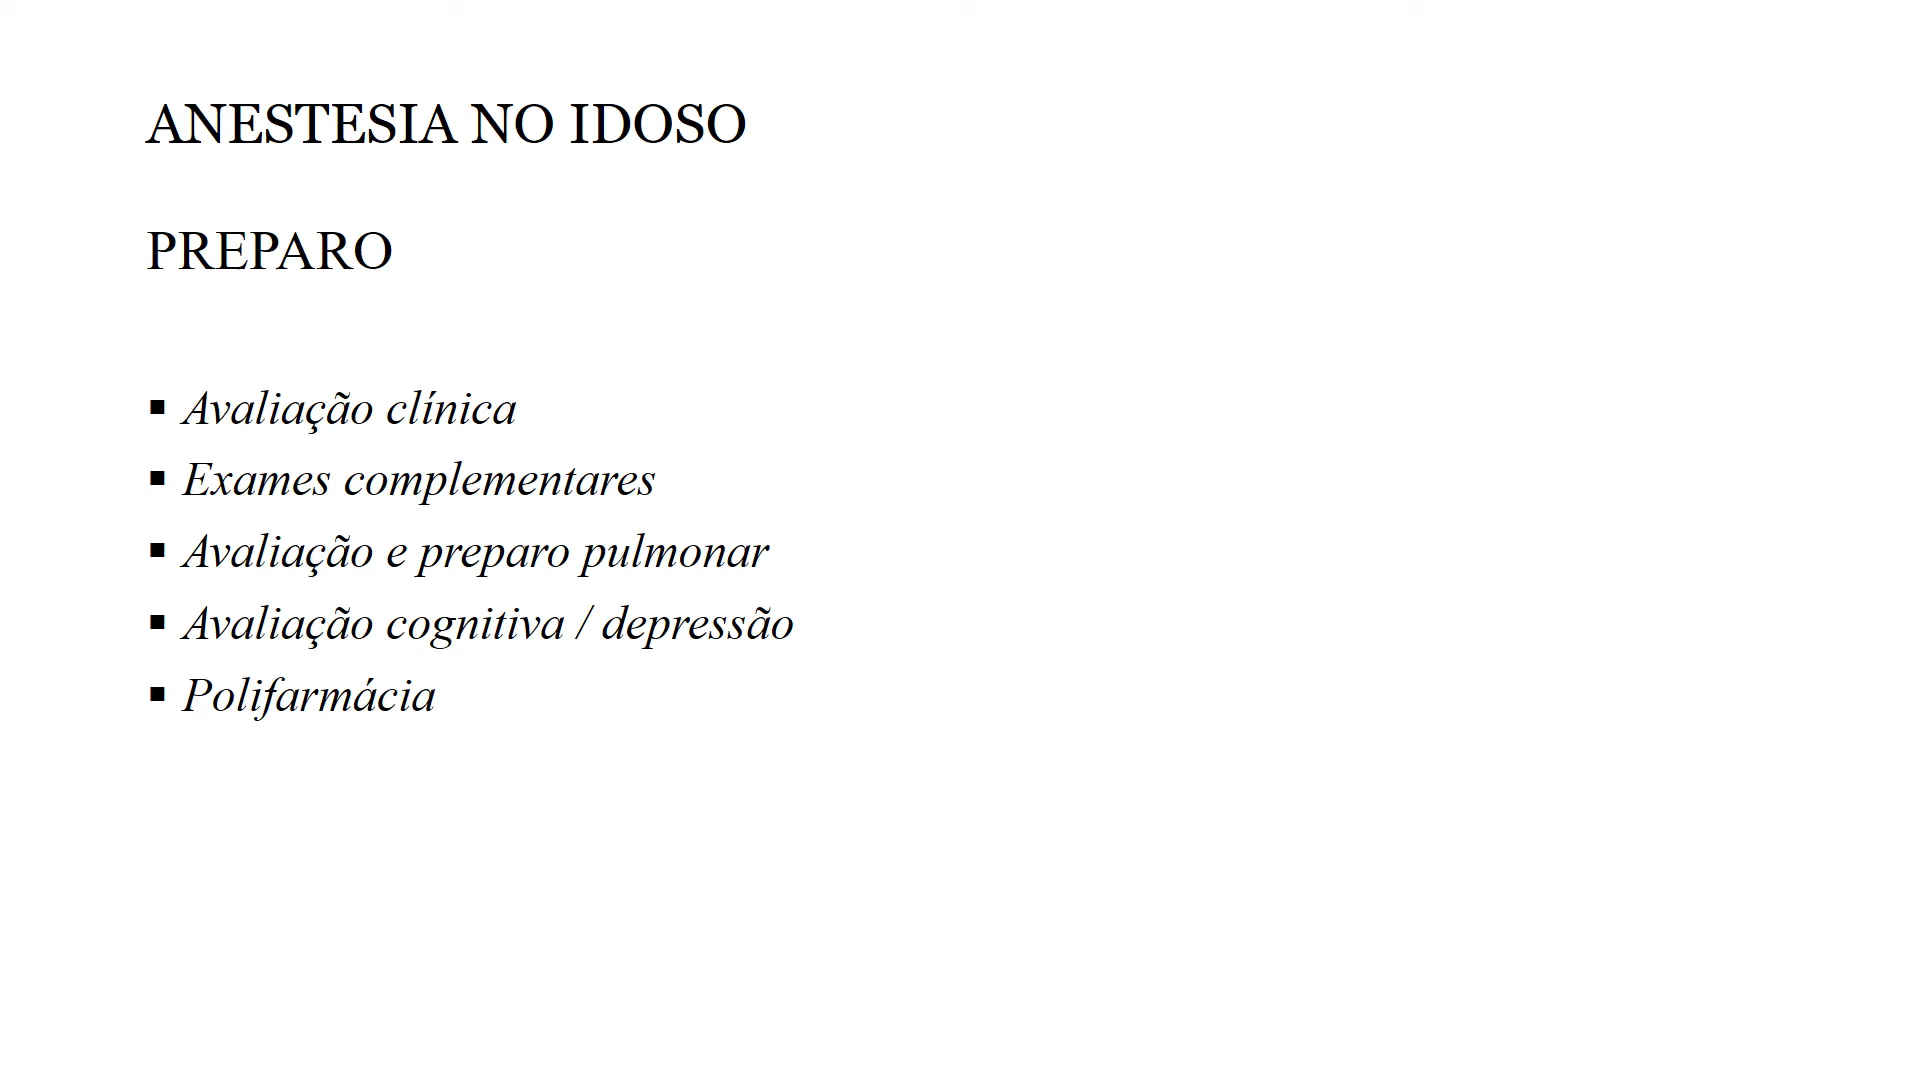 ANESTESIA NO IDOSO
PREPARO
▪ Avaliação clínica
▪ Exames complementares
▪ Avaliação e preparo pulmonar
▪ Avaliação cognitiva / depressão
▪ Polifarmácia